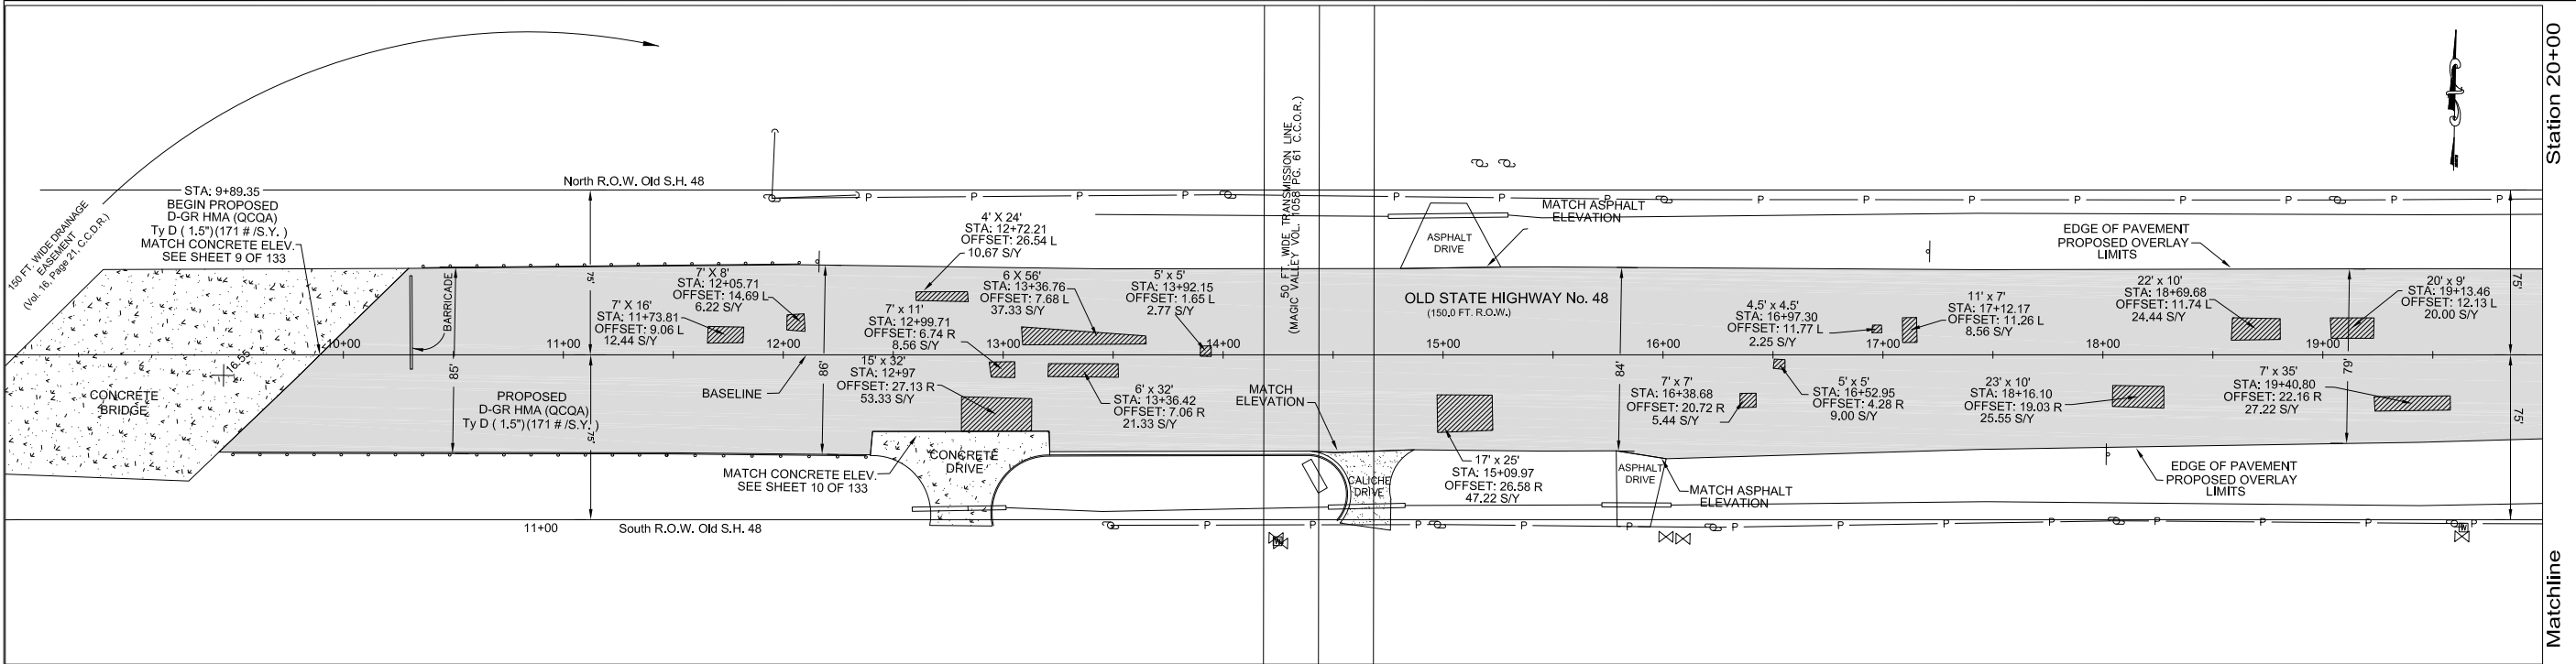 Station 20+00
Matchline
150 FT. WIDE DRAINAGE
EASEMENT
(Vol. 16, Page 21, C.C.D.R.)
STA: 9+89.35
BEGIN PROPOSED
D-GR HMA (QCQA)
Ty D ( 1.5")(171 # /S.Y. )
MATCH CONCRETE ELEV.
SEE SHEET 9 OF 133
North R.O.W. Old S.H. 48
P P P P P P P P P P P P P P P P
50 FT. WIDE TRANSMISSION LINE
(MAGIC VALLEY VOL. 1058 PG. 61 C.C.O.R.)
MATCH ASPHALT
ELEVATION
ASPHALT
DRIVE
EDGE OF PAVEMENT
PROPOSED OVERLAY
LIMITS
75'
75'
BARRICADE
7' X 16'
STA: 11+73.81
OFFSET: 9.06 L
12.44 S/Y
7' X 8'
STA: 12+05.71
OFFSET: 14.69 L
6.22 S/Y
4' X 24'
STA: 12+72.21
OFFSET: 26.54 L
10.67 S/Y
7' x 11'
STA: 12+99.71
OFFSET: 6.74 R
8.56 S/Y
6 X 56'
STA: 13+36.76
OFFSET: 7.68 L
37.33 S/Y
5' x 5'
STA: 13+92.15
OFFSET: 1.65 L
2.77 S/Y
OLD STATE HIGHWAY No. 48
(150.0 FT. R.O.W.)
4.5' x 4.5'
STA: 16+97.30
OFFSET: 11.77 L
2.25 S/Y
11' x 7'
STA: 17+12.17
OFFSET: 11.26 L
8.56 S/Y
22' x 10'
STA: 18+69.68
OFFSET: 11.74 L
24.44 S/Y
20' x 9'
STA: 19+13.46
OFFSET: 12.13 L
20.00 S/Y
10+00 11+00 12+00 13+00 14+00 15+00 16+00 17+00 18+00 19+00
16.55
CONCRETE
BRIDGE
85'
86'
84'
79'
PROPOSED
D-GR HMA (QCQA)
Ty D ( 1.5")(171 # /S.Y. )
75'
75'
BASELINE
15' x 32'
STA: 12+97
OFFSET: 27.13 R
53.33 S/Y
6' x 32'
STA: 13+36.42
OFFSET: 7.06 R
21.33 S/Y
MATCH
ELEVATION
7' x 7'
STA: 16+38.68
OFFSET: 20.72 R
5.44 S/Y
5' x 5'
STA: 16+52.95
OFFSET: 4.28 R
9.00 S/Y
23' x 10'
STA: 18+16.10
OFFSET: 19.03 R
25.55 S/Y
7' x 35'
STA: 19+40.80
OFFSET: 22.16 R
27.22 S/Y
MATCH CONCRETE ELEV.
SEE SHEET 10 OF 133
CONCRETE
DRIVE
CALICHE
DRIVE
17' x 25'
STA: 15+09.97
OFFSET: 26.58 R
47.22 S/Y
ASPHALT
DRIVE
MATCH ASPHALT
ELEVATION
EDGE OF PAVEMENT
PROPOSED OVERLAY
LIMITS
11+00
South R.O.W. Old S.H. 48
P P P P P P P P P P P P P